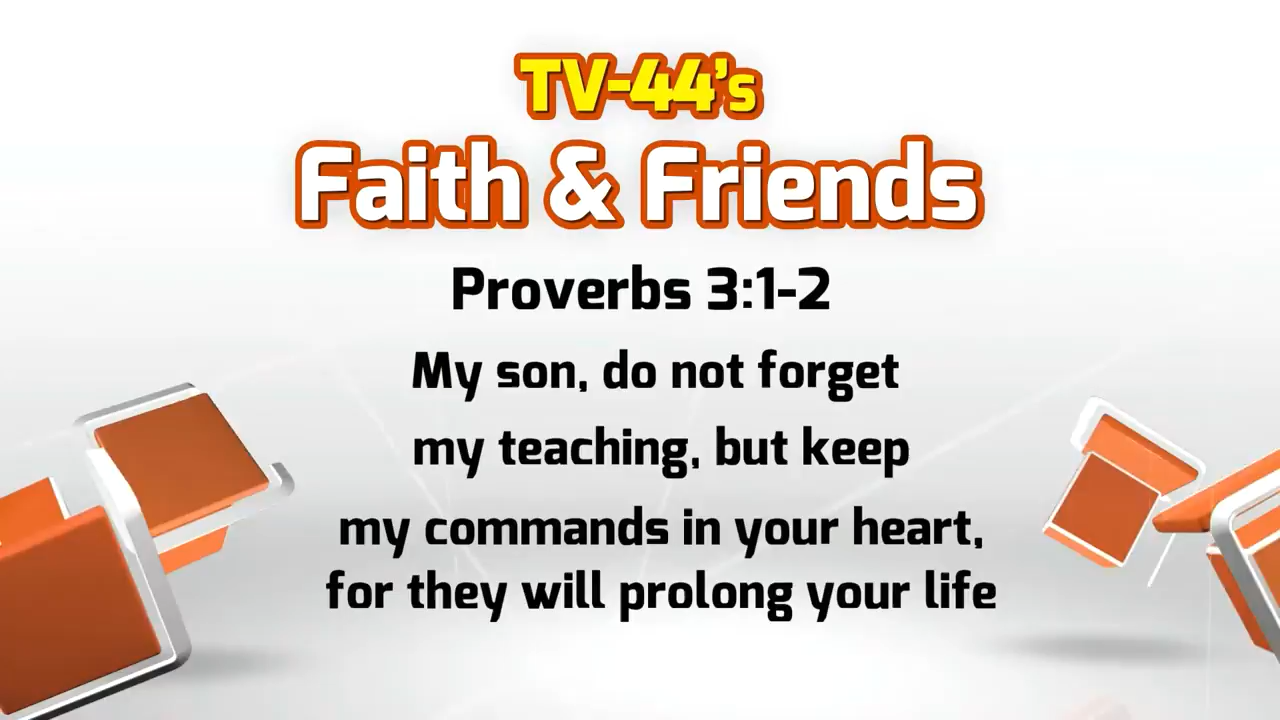 TV-44's
Faith & Friends
Proverbs 3:1-2
My son, do not forget
my teaching, but keep
my commands in your heart,
for they will prolong your life